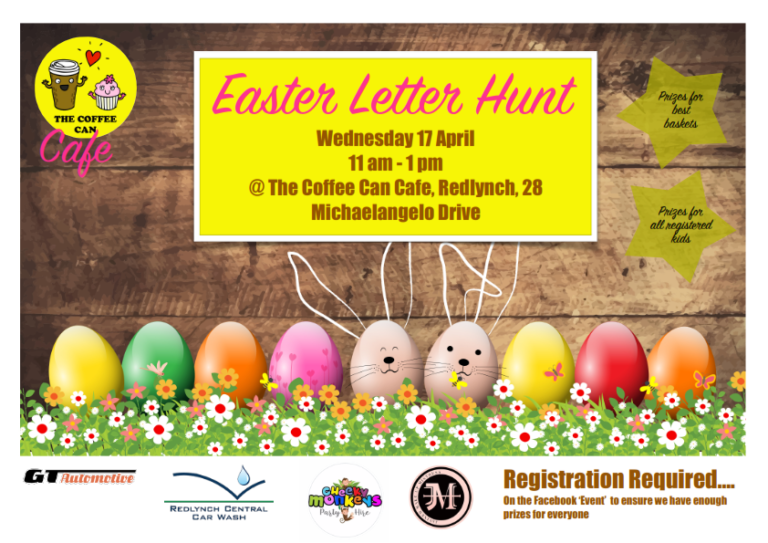 THE COFFEE
CAN
Cafe
Easter Letter Hunt
Wednesday 17 April
11 am - 1 pm
@ The Coffee Can Cafe, Redlynch, 28
Michaelangelo Drive
Prizes for
best
baskets
Prizes for
all registered
kids
GT Automotive
REDLYNCH CENTRAL
CAR WASH
Cheeky
monkeys
Party Hire
M
Registration Required....
On the Facebook 'Event' to ensure we have enough
prizes for everyone